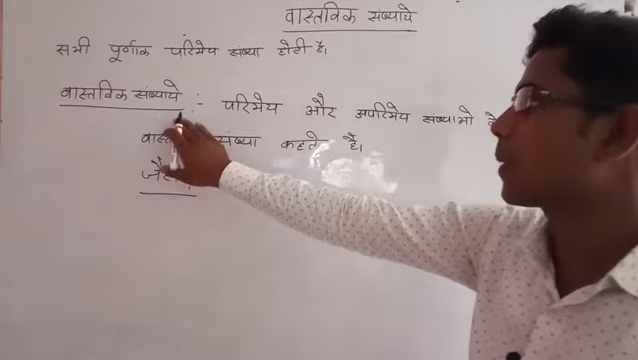 वास्तविक संख्याये
सभी पूर्णाक परिमेय संख्या होती है।
वास्तविक संख्याये :- परिमेय और अपरिमेय संख्याओ
संख्या कहते हैं।